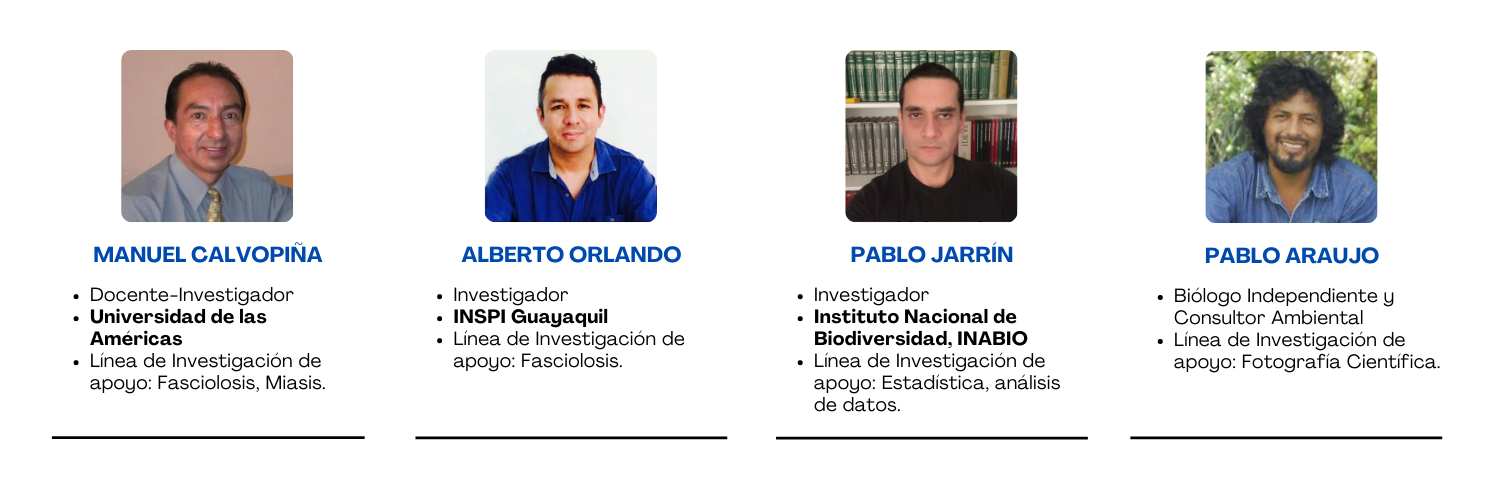 MANUEL CALVOPIÑA
• Docente-Investigador
• Universidad de las
Américas
• Línea de Investigación de
apoyo: Fasciolosis, Miasis.
ALBERTO ORLANDO
• Investigador
• INSPI Guayaquil
• Línea de Investigación de
apoyo: Fasciolosis.
PABLO JARRÍN
• Investigador
• Instituto Nacional de
Biodiversidad, INABIO
• Línea de Investigación de
apoyo: Estadística, análisis
de datos.
PABLO ARAUJO
• Biólogo Independiente y
Consultor Ambiental
• Línea de Investigación de
apoyo: Fotografía Científica.